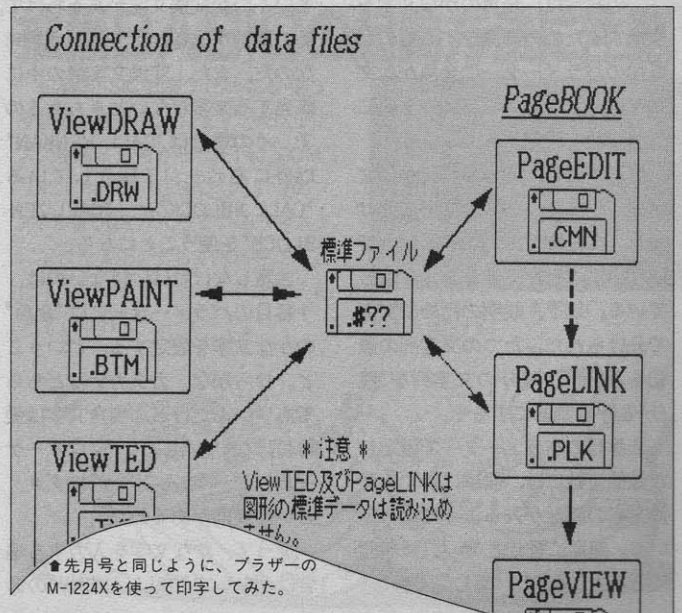 Connection of data files
ViewDRAW
.DRW
ViewPAINT
.BTM
ViewTED
標準ファイル
.#??
PageBOOK
PageEDIT
.CMN
PageLINK
.PLK
PageVIEW
＊注意＊
ViewTED及びPageLINKは
図形の標準データは読み込め
ません。
⬆先月号と同じように、ブラザーの
M-1224Xを使って印字してみた。